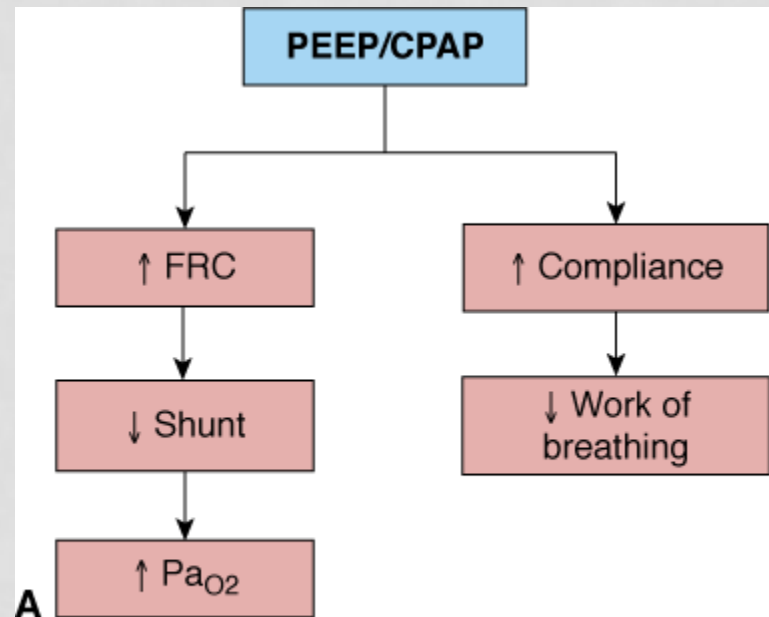 PEEP/CPAP
↑ FRC
↑ Compliance
↓ Shunt
↓ Work of
breathing
↑ PaO2
A